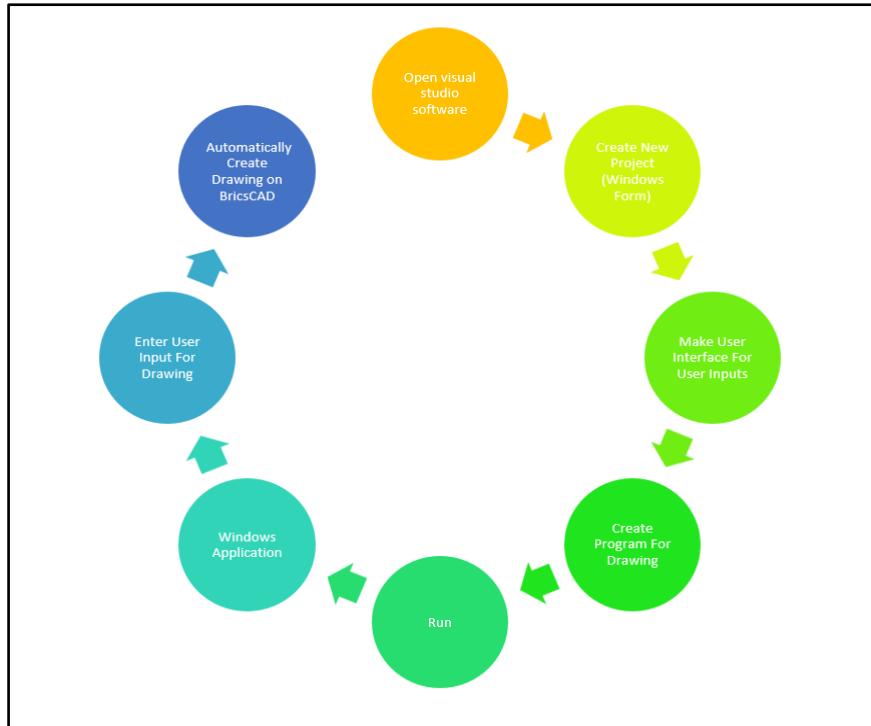 Open visual
studio
software
Create New
Project
(Windows
Form)
Make User
Interface For
User Inputs
Create
Program For
Drawing
Run
Windows
Application
Enter User
Input For
Drawing
Automatically
Create
Drawing on
BricsCAD